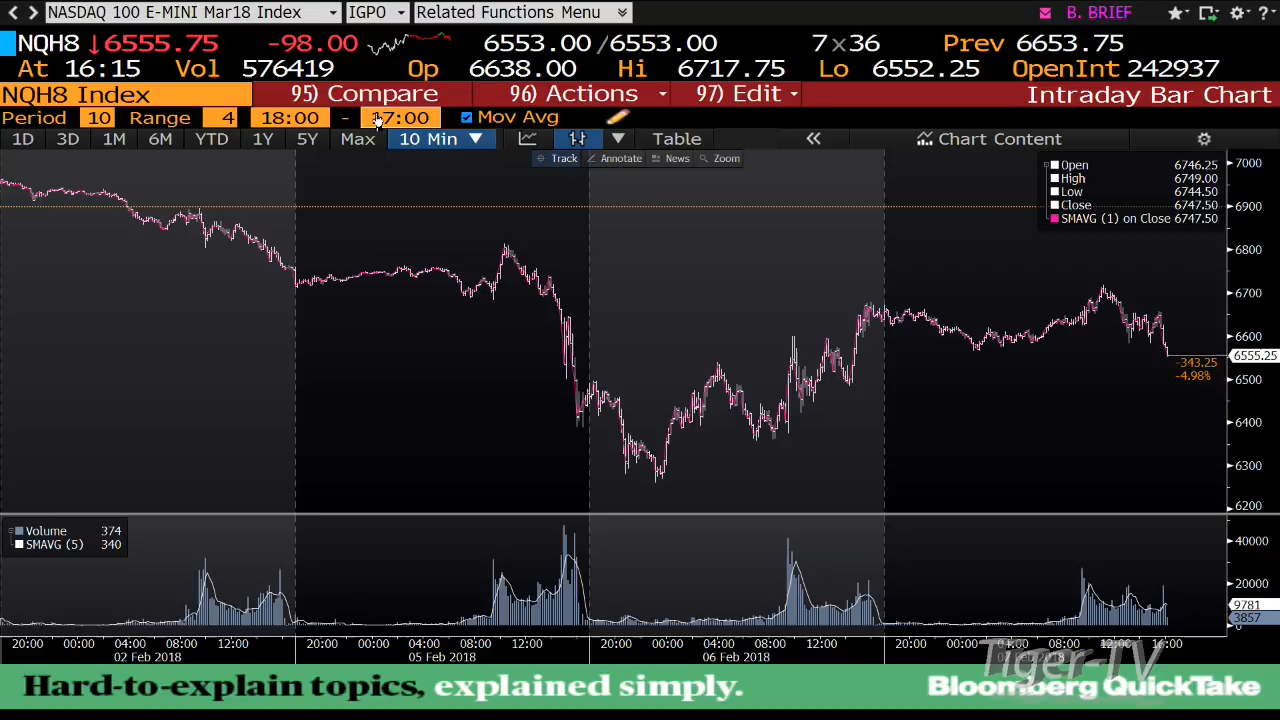 NASDAQ 100 E-MINI Mar18 Index IGPO Related Functions Menu B. BRIEF
NQH8 ↓6555.75 -98.00 6553.00/6553.00 7x36 Prev 6653.75
At 16:15 Vol 576419 Op 6638.00 Hi 6717.75 Lo 6552.25 OpenInt 242937
NQH8 Index 95) Compare 96) Actions 97) Edit Intraday Bar Chart
Period 10 Range 4 18:00 - 17:00 Mov Avg
1D 3D 1M 6M YTD 1Y 5Y Max 10 Min Table « Chart Content
Track Annotate News Zoom
Open 6746.25
High 6749.00
Low 6744.50
Close 6747.50
SMAVG (1) on Close 6747.50
7000
6900
6800
6700
6600
6555.25
-343.25
-4.98%
6500
6400
6300
6200
Volume 374
SMAVG (5) 340
40000
20000
9781
3857
0
20:00 00:00 04:00 08:00 12:00 20:00 00:00 04:00 08:00 12:00 20:00 00:00 04:00 08:00 12:00 20:00 00:00 04:00 08:00 12:00 16:00
02 Feb 2018 05 Feb 2018 06 Feb 2018 Feb 2018
Tiger-TV
Hard-to-explain topics, explained simply. Bloomberg QuickTake